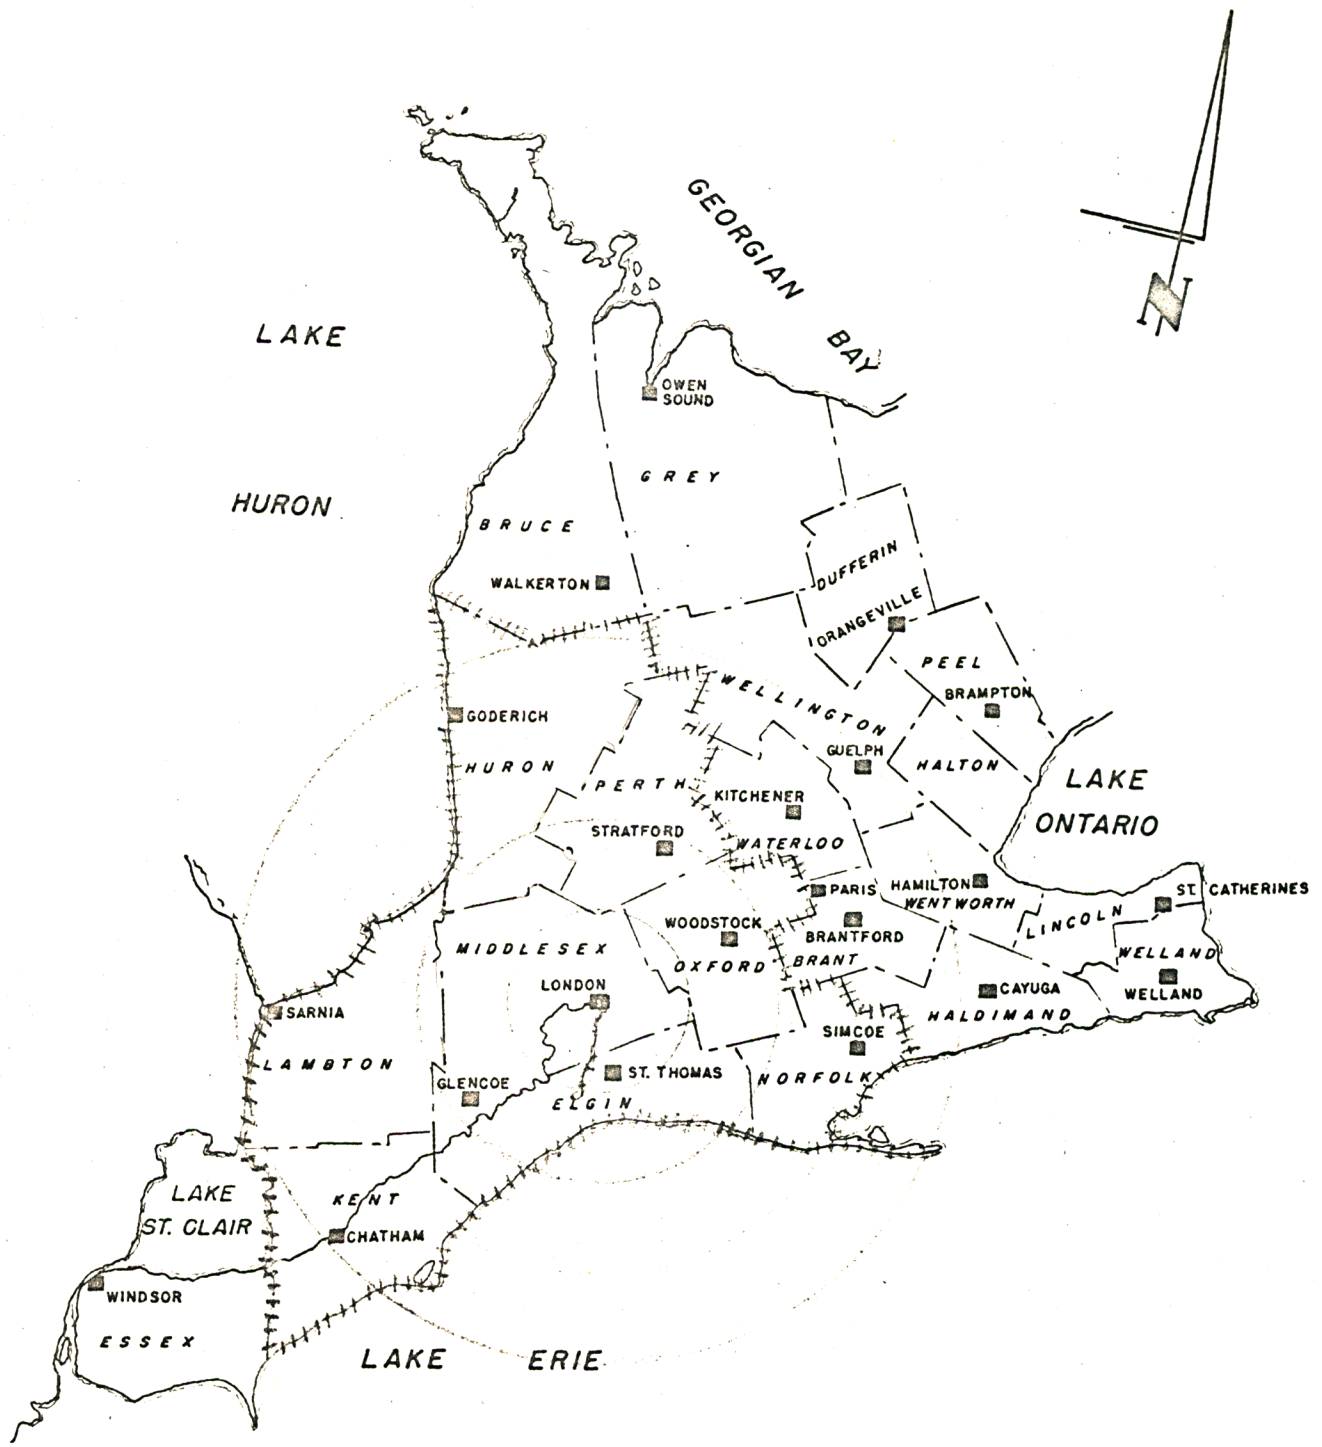 N
GEORGIAN BAY
LAKE
HURON
OWEN
SOUND
GREY
BRUCE
WALKERTON
DUFFERIN
ORANGEVILLE
PEEL
BRAMPTON
WELLINGTON
GUELPH
HALTON
GODERICH
HURON
PERTH
KITCHENER
LAKE
ONTARIO
STRATFORD
WATERLOO
PARIS
HAMILTON
WENTWORTH
ST. CATHERINES
LINCOLN
WOODSTOCK
BRANTFORD
MIDDLESEX
OXFORD
BRANT
WELLAND
WELLAND
LONDON
CAYUGA
HALDIMAND
SARNIA
SIMCOE
LAMBTON
GLENCOE
ST. THOMAS
NORFOLK
ELGIN
LAKE
ST. CLAIR
KENT
CHATHAM
WINDSOR
ESSEX
LAKE ERIE